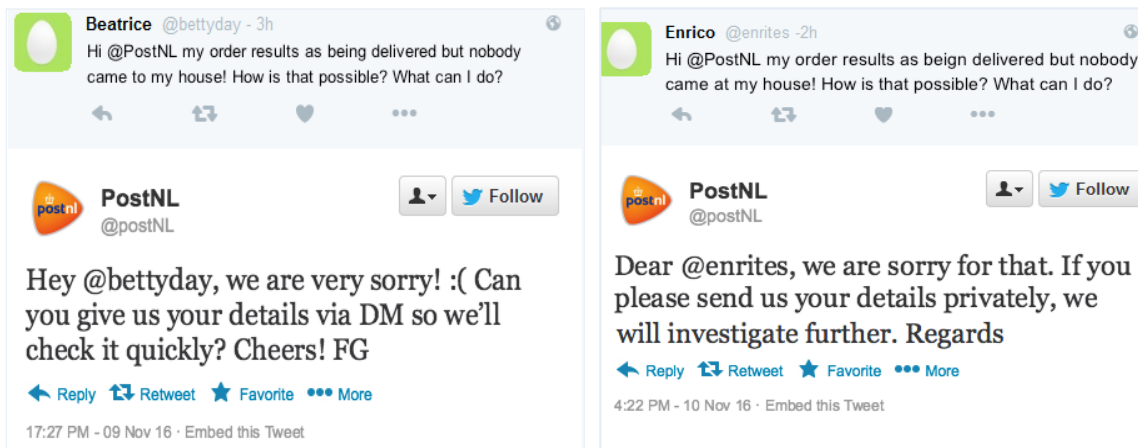 Beatrice @bettyday - 3h
Hi @PostNL my order results as being delivered but nobody
came to my house! How is that possible? What can I do?
postnl
PostNL
@postNL
Follow
Hey @bettyday, we are very sorry! :( Can
you give us your details via DM so we'll
check it quickly? Cheers! FG
Reply Retweet Favorite More
17:27 PM - 09 Nov 16 · Embed this Tweet
Enrico @enrites -2h
Hi @PostNL my order results as beign delivered but nobody
came at my house! How is that possible? What can I do?
postnl
PostNL
@postNL
Follow
Dear @enrites, we are sorry for that. If you
please send us your details privately, we
will investigate further. Regards
Reply Retweet Favorite More
4:22 PM - 10 Nov 16 · Embed this Tweet